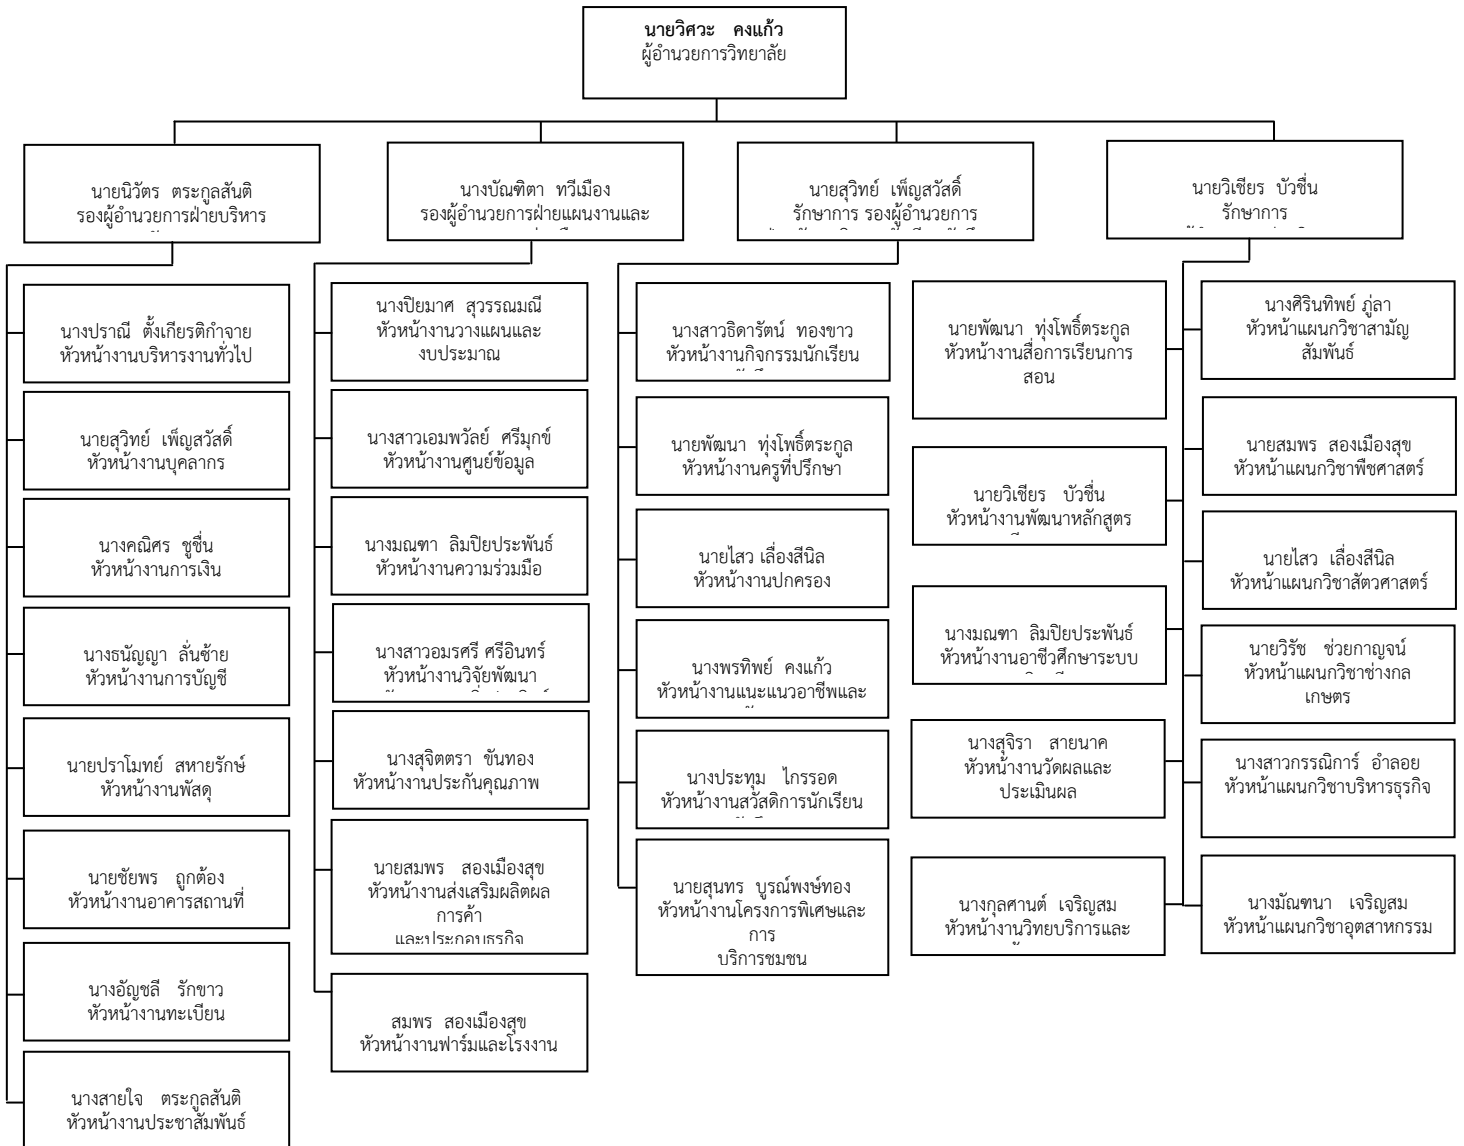 นายวิศวะ คงแก้ว
ผู้อำนวยการวิทยาลัย
นายนิวัตร ตระกูลสันติ
รองผู้อำนวยการฝ่ายบริหาร
นางบัณฑิตา ทวีเมือง
รองผู้อำนวยการฝ่ายแผนงานและ
นายสุวิทย์ เพ็ญสวัสดิ์
รักษาการ รองผู้อำนวยการ
นายวิเชียร บัวชื่น
รักษาการ
นางปราณี ตั้งเกียรติกำจาย
หัวหน้างานบริหารงานทั่วไป
นายสุวิทย์ เพ็ญสวัสดิ์
หัวหน้างานบุคลากร
นางคณิศร ชูชื่น
หัวหน้างานการเงิน
นางธนัญญา ลั่นซ้าย
หัวหน้างานการบัญชี
นายปราโมทย์ สหายรักษ์
หัวหน้างานพัสดุ
นายชัยพร ถูกต้อง
หัวหน้างานอาคารสถานที่
นางอัญชลี รักขาว
หัวหน้างานทะเบียน
นางสายใจ ตระกูลสันติ
หัวหน้างานประชาสัมพันธ์
นางปิยมาศ สุวรรณมณี
หัวหน้างานวางแผนและ
งบประมาณ
นางสาวเอมพวัลย์ ศรีมุกข์
หัวหน้างานศูนย์ข้อมูล
นางมณฑา ลิมปิยประพันธ์
หัวหน้างานความร่วมมือ
นางสาวอมรศรี ศรีอินทร์
หัวหน้างานวิจัยพัฒนา
นางสุจิตตรา ขันทอง
หัวหน้างานประกันคุณภาพ
นายสมพร สองเมืองสุข
หัวหน้างานส่งเสริมผลิตผล
การค้า
และประกอบธุรกิจ
สมพร สองเมืองสุข
หัวหน้างานฟาร์มและโรงงาน
นางสาวธิดารัตน์ ทองขาว
หัวหน้างานกิจกรรมนักเรียน
นายพัฒนา ทุ่งโพธิ์ตระกูล
หัวหน้างานครูที่ปรึกษา
นายไสว เลื่องสีนิล
หัวหน้างานปกครอง
นางพรทิพย์ คงแก้ว
หัวหน้างานแนะแนวอาชีพและ
นางประทุม ไกรรอด
หัวหน้างานสวัสดิการนักเรียน
นายสุนทร บูรณ์พงษ์ทอง
หัวหน้างานโครงการพิเศษและ
การ
บริการชุมชน
นายพัฒนา ทุ่งโพธิ์ตระกูล
หัวหน้างานสื่อการเรียนการ
สอน
นายวิเชียร บัวชื่น
หัวหน้างานพัฒนาหลักสูตร
นางมณฑา ลิมปิยประพันธ์
หัวหน้างานอาชีวศึกษาระบบ
นางสุจิรา สายนาค
หัวหน้างานวัดผลและ
ประเมินผล
นางกุลศานต์ เจริญสม
หัวหน้างานวิทยบริการและ
นางศิรินทิพย์ ภู่ลา
หัวหน้าแผนกวิชาสามัญ
สัมพันธ์
นายสมพร สองเมืองสุข
หัวหน้าแผนกวิชาพืชศาสตร์
นายไสว เลื่องสีนิล
หัวหน้าแผนกวิชาสัตวศาสตร์
นายวิรัช ช่วยกาญจน์
หัวหน้าแผนกวิชาช่างกล
เกษตร
นางสาวกรรณิการ์ อำลอย
หัวหน้าแผนกวิชาบริหารธุรกิจ
นางมัณฑนา เจริญสม
หัวหน้าแผนกวิชาอุตสาหกรรม